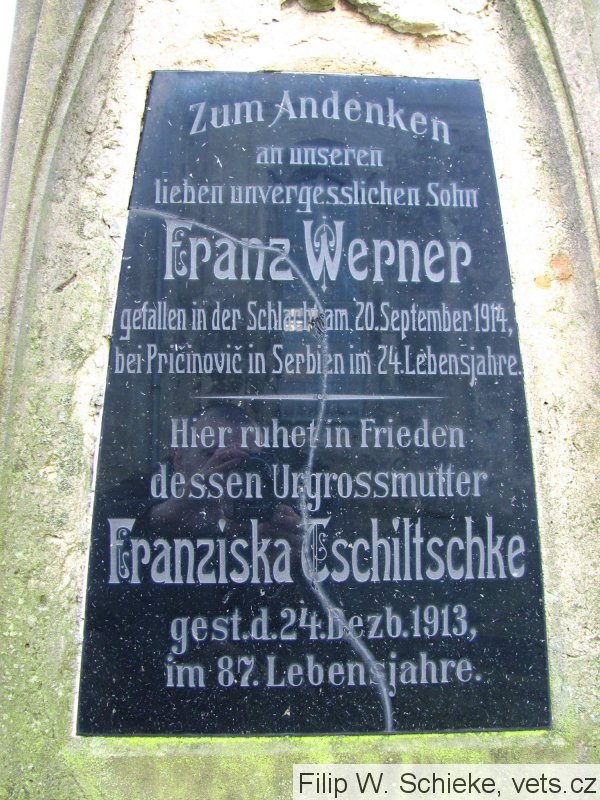 Zum Andenken
an unseren
lieben unvergesslichen Sohn
Franz Werner
gefallen in der Schlacht am 20. September 1914,
bei Pričinovič in Serbien im 24. Lebensjahre.
Hier ruhet in Frieden
dessen Urgrossmutter
Franziska Tschiltschke
gest. d. 24. Dezb. 1913,
im 87. Lebensjahre.
Filip W. Schieke, vets.cz